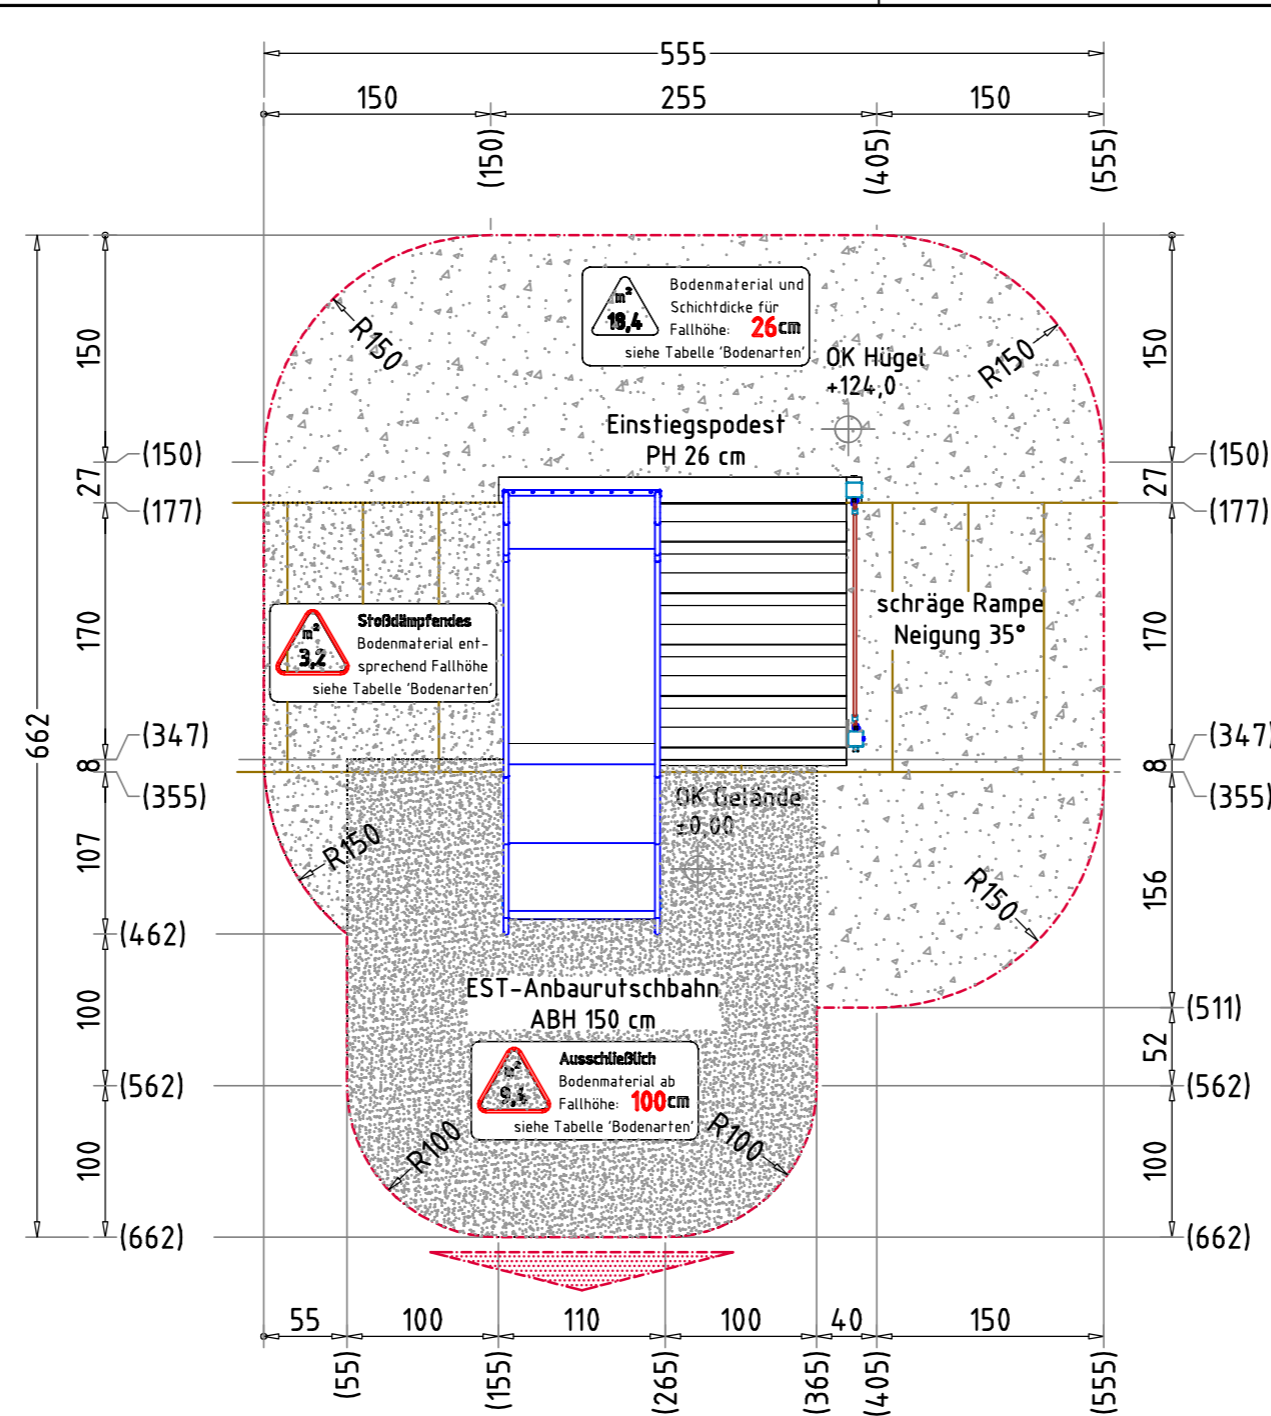 555
150
255
150
(150)
(405)
(555)
662
150
27
170
8
107
100
100
(150)
(177)
(347)
(355)
(462)
(562)
(662)
R150
R150
m²
18,4
Bodenmaterial und
Schichtdicke für
Fallhöhe: 26cm
siehe Tabelle 'Bodenarten'
OK Hügel
+124,0
Einstiegspodest
PH 26 cm
m²
3,2
Stoßdämpfendes
Bodenmaterial ent-
sprechend Fallhöhe
siehe Tabelle 'Bodenarten'
schräge Rampe
Neigung 35°
OK Gelände
±0,00
R150
R150
EST-Anbaurutschbahn
ABH 150 cm
m²
Ausschließlich
Bodenmaterial ab
Fallhöhe: 100cm
siehe Tabelle 'Bodenarten'
R100
R100
150
27
170
8
156
52
100
(150)
(177)
(347)
(355)
(511)
(562)
(662)
55
100
110
100
40
150
(55)
(155)
(265)
(365)
(405)
(555)